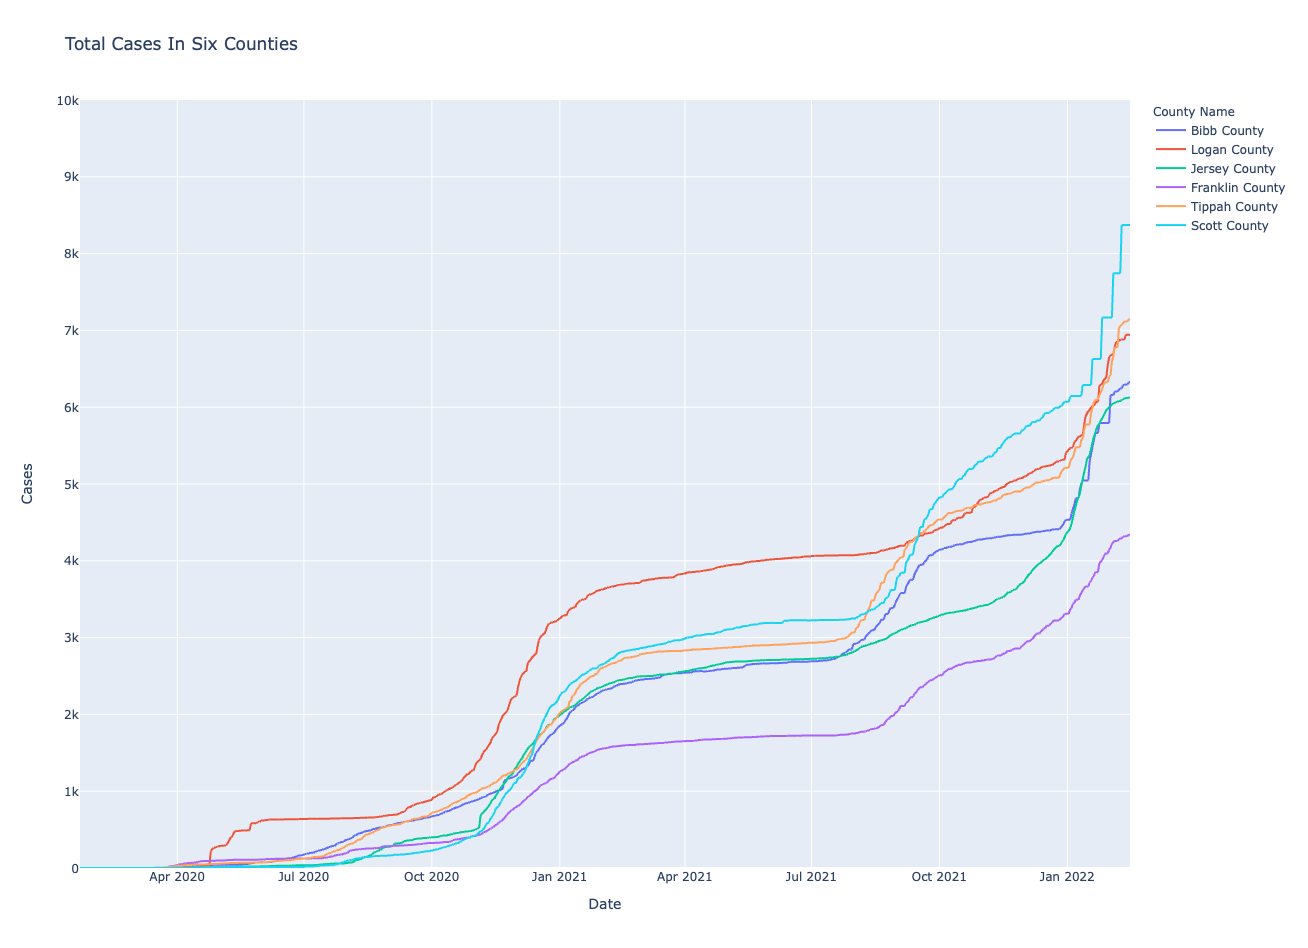 Total Cases In Six Counties
10k
9k
8k
7k
6k
5k
4k
3k
2k
1k
0
Cases
Apr 2020
Jul 2020
Oct 2020
Jan 2021
Apr 2021
Jul 2021
Oct 2021
Jan 2022
Date
County Name
Bibb County
Logan County
Jersey County
Franklin County
Tippah County
Scott County